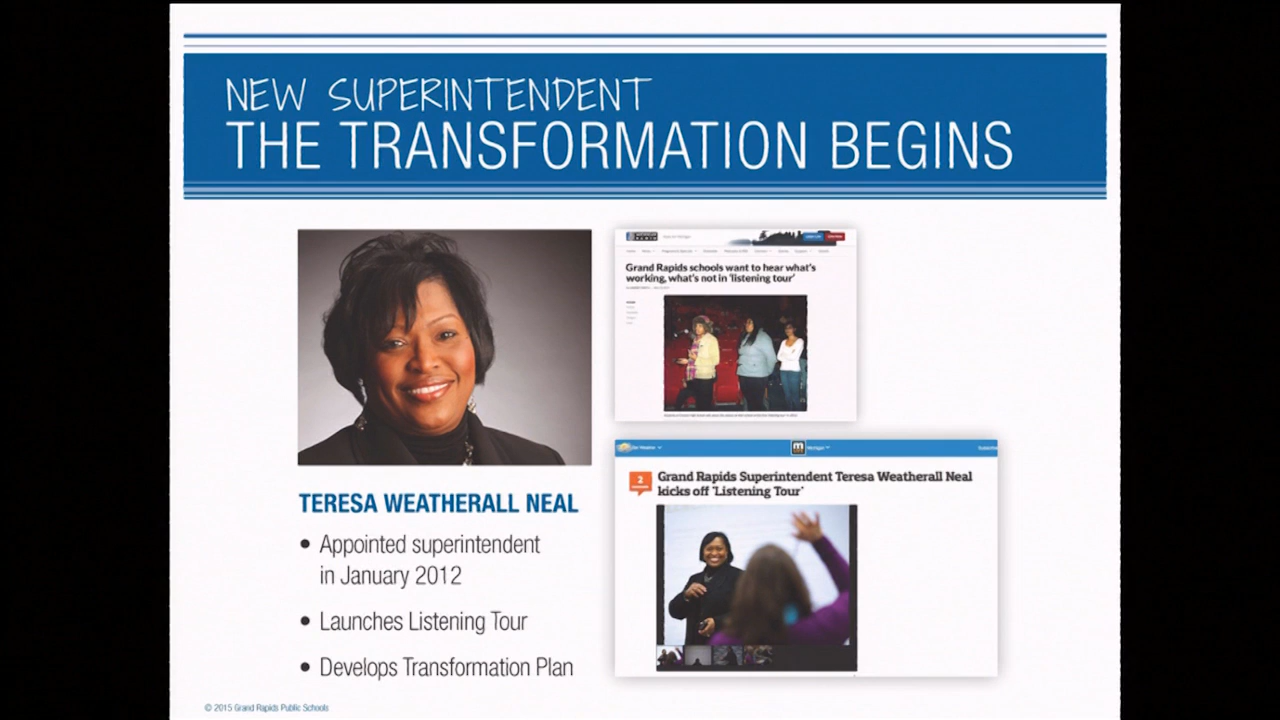 NEW SUPERINTENDENT
THE TRANSFORMATION BEGINS
Grand Rapids schools want to hear what's
working, what's not in 'listening tour'
Michigan
2
Grand Rapids Superintendent Teresa Weatherall Neal
kicks off 'Listening Tour'
TERESA WEATHERALL NEAL
• Appointed superintendent
in January 2012
• Launches Listening Tour
• Develops Transformation Plan
© 2015 Grand Rapids Public Schools